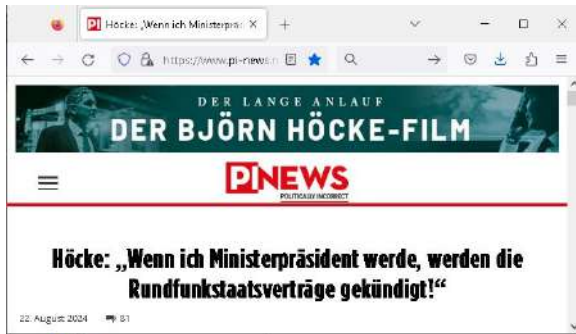 Höcke: „Wenn ich Ministerpräs
https://www.pi-news.n
DER LANGE ANLAUF
DER BJÖRN HÖCKE-FILM
PI NEWS
POLITICALLY INCORRECT
Höcke: „Wenn ich Ministerpräsident werde, werden die
Rundfunkstaatsverträge gekündigt!“
22. August 2024 81